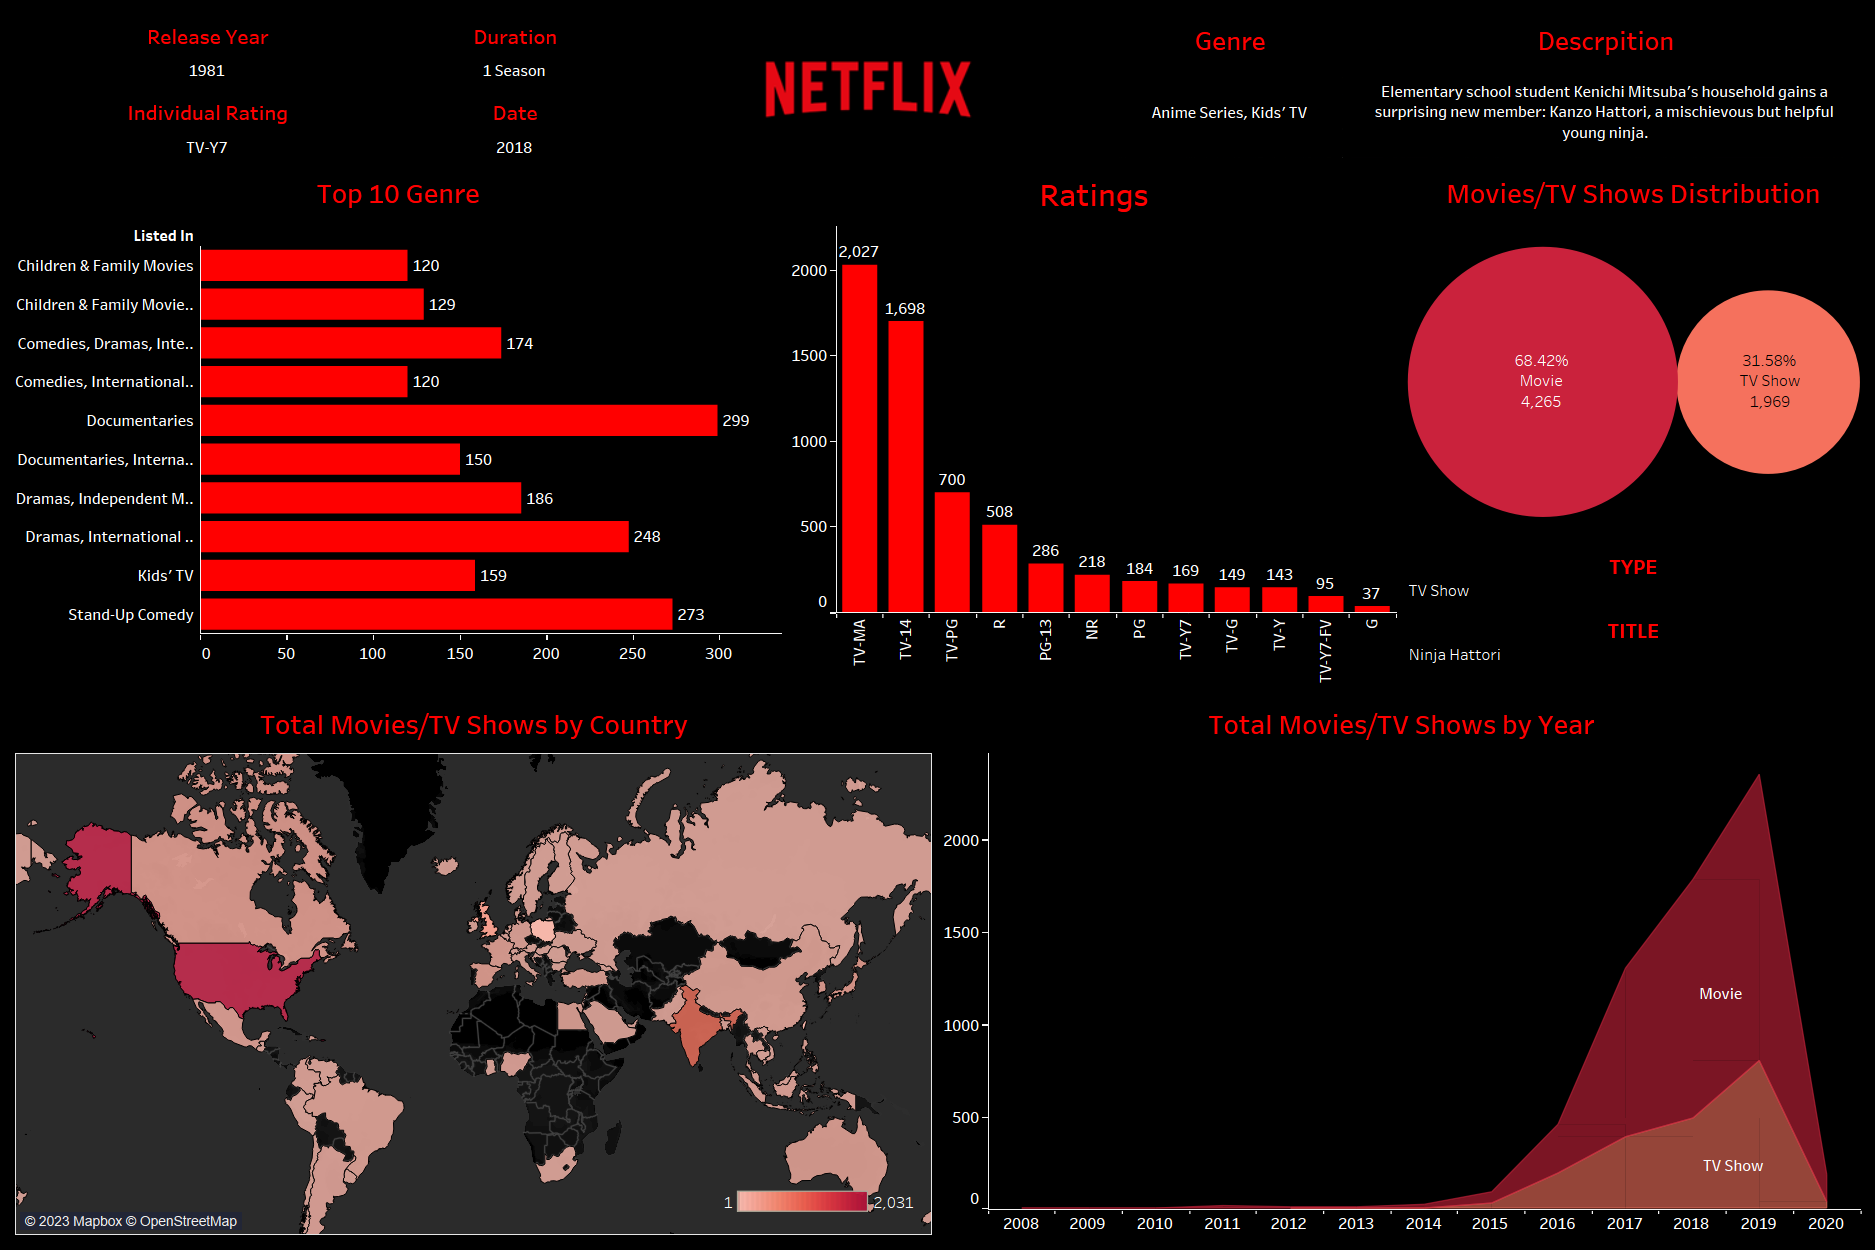 Release Year
1981
Individual Rating
TV-Y7
Duration
1 Season
Date
2018
NETFLIX
Genre
Anime Series, Kids’ TV
Descrpition
Elementary school student Kenichi Mitsuba’s household gains a
surprising new member: Kanzo Hattori, a mischievous but helpful
young ninja.
Top 10 Genre
Listed In
Children & Family Movies 120
Children & Family Movie.. 129
Comedies, Dramas, Inte.. 174
Comedies, International.. 120
Documentaries 299
Documentaries, Interna.. 150
Dramas, Independent M.. 186
Dramas, International .. 248
Kids’ TV 159
Stand-Up Comedy 273
0 50 100 150 200 250 300
Ratings
2000
1500
1000
500
0
2,027 1,698 700 508 286 218 184 169 149 143 95 37
TV-MA TV-14 TV-PG R PG-13 NR PG TV-Y7 TV-G TV-Y TV-Y7-FV G
Movies/TV Shows Distribution
68.42%
Movie
4,265
31.58%
TV Show
1,969
TYPE
TV Show
TITLE
Ninja Hattori
Total Movies/TV Shows by Country
1 2,031
© 2023 Mapbox © OpenStreetMap
Total Movies/TV Shows by Year
2000
1500
1000
500
0
Movie
TV Show
2008 2009 2010 2011 2012 2013 2014 2015 2016 2017 2018 2019 2020